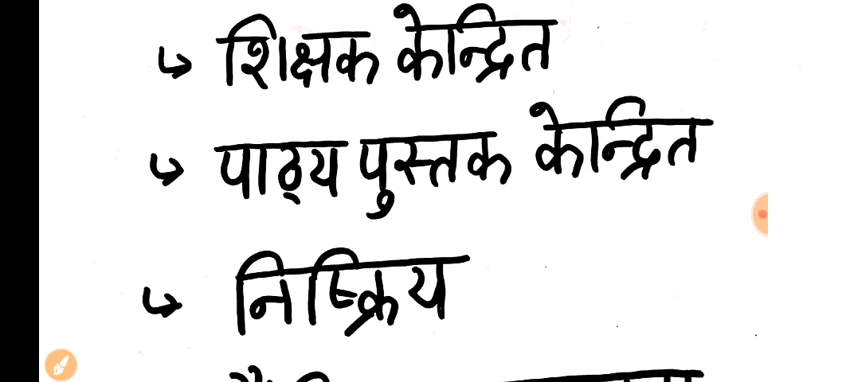 ↳ शिक्षक केन्द्रित
↳ पाठ्य पुस्तक केन्द्रित
↳ निष्क्रिय